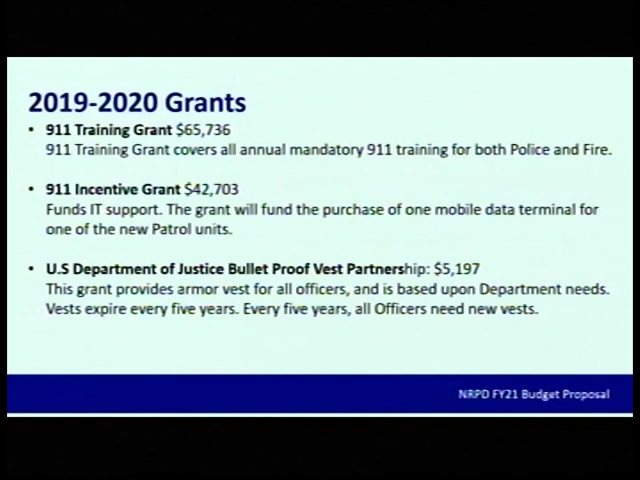 2019-2020 Grants
• 911 Training Grant $65,736
911 Training Grant covers all annual mandatory 911 training for both Police and Fire.
• 911 Incentive Grant $42,703
Funds IT support. The grant will fund the purchase of one mobile data terminal for
one of the new Patrol units.
• U.S Department of Justice Bullet Proof Vest Partnership: $5,197
This grant provides armor vest for all officers, and is based upon Department needs.
Vests expire every five years. Every five years, all Officers need new vests.
NRPD FY21 Budget Proposal